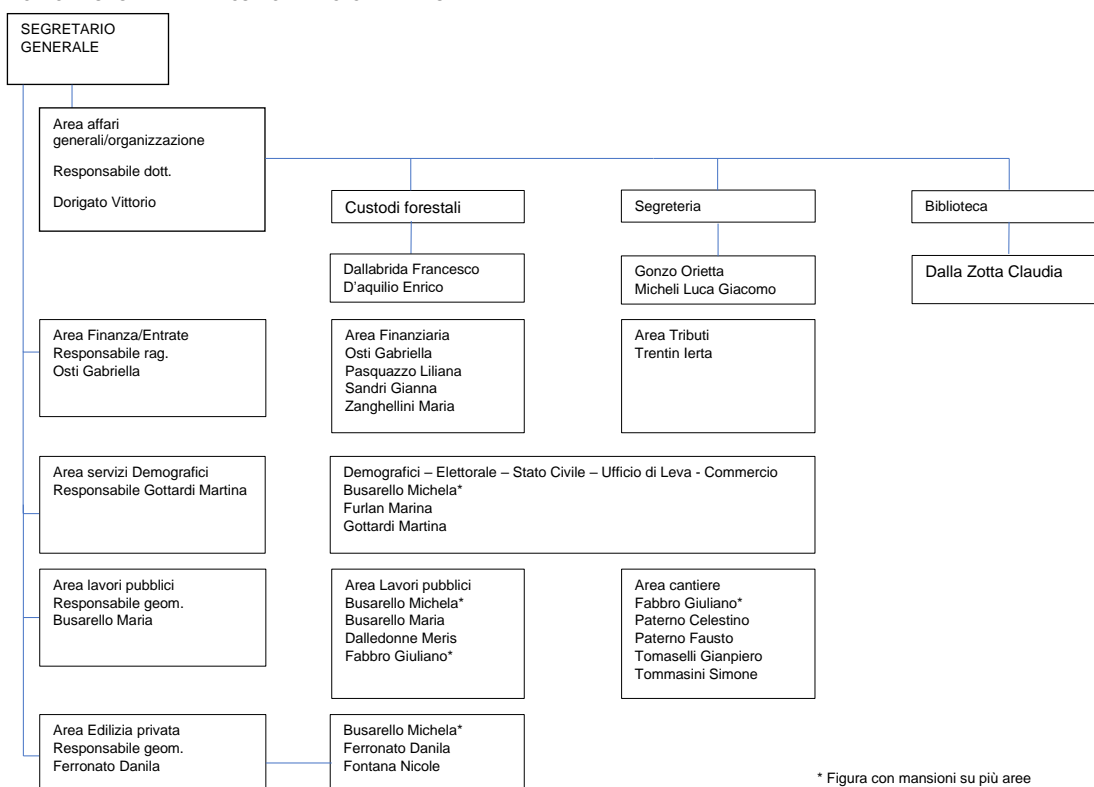 SEGRETARIO
GENERALE
Area affari
generali/organizzazione
Responsabile dott.
Dorigato Vittorio
Custodi forestali
Segreteria
Biblioteca
Dallabrida Francesco
D'aquilio Enrico
Gonzo Orietta
Micheli Luca Giacomo
Dalla Zotta Claudia
Area Finanza/Entrate
Responsabile rag.
Osti Gabriella
Area Finanziaria
Osti Gabriella
Pasquazzo Liliana
Sandri Gianna
Zanghellini Maria
Area Tributi
Trentin Ierta
Area servizi Demografici
Responsabile Gottardi Martina
Demografici – Elettorale – Stato Civile – Ufficio di Leva - Commercio
Busarello Michela*
Furlan Marina
Gottardi Martina
Area lavori pubblici
Responsabile geom.
Busarello Maria
Area Lavori pubblici
Busarello Michela*
Busarello Maria
Dalledonne Meris
Fabbro Giuliano*
Area cantiere
Fabbro Giuliano*
Paterno Celestino
Paterno Fausto
Tomaselli Gianpiero
Tommasini Simone
Area Edilizia privata
Responsabile geom.
Ferronato Danila
Busarello Michela*
Ferronato Danila
Fontana Nicole
* Figura con mansioni su più aree